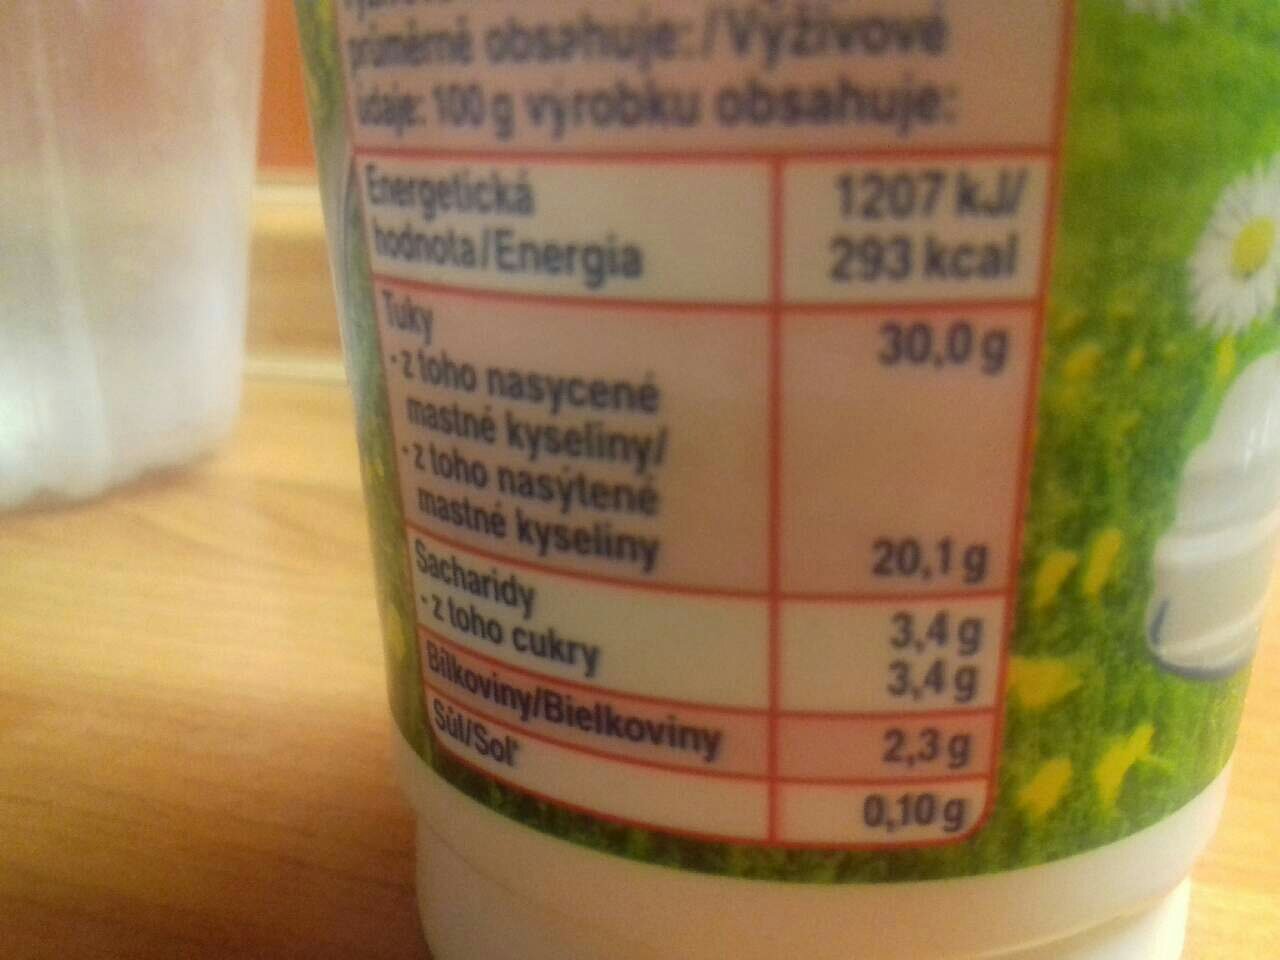 průměrně obsahuje:/Výživové
údaje: 100 g výrobku obsahuje:
Energetická
hodnota/Energia
1207 kJ/
293 kcal
Tuky
30,0 g
- z toho nasycené
mastné kyseliny/
- z toho nasýtené
mastné kyseliny
20,1 g
Sacharidy
3,4 g
- z toho cukry
3,4 g
Bílkoviny/Bielkoviny
2,3 g
Sůl/Soľ
0,10 g